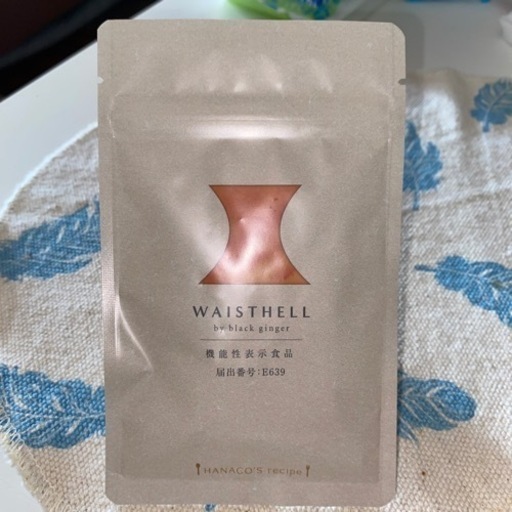 WAISTHELL
by black ginger
機能性表示食品
届出番号:E639
HANACO'S recipe